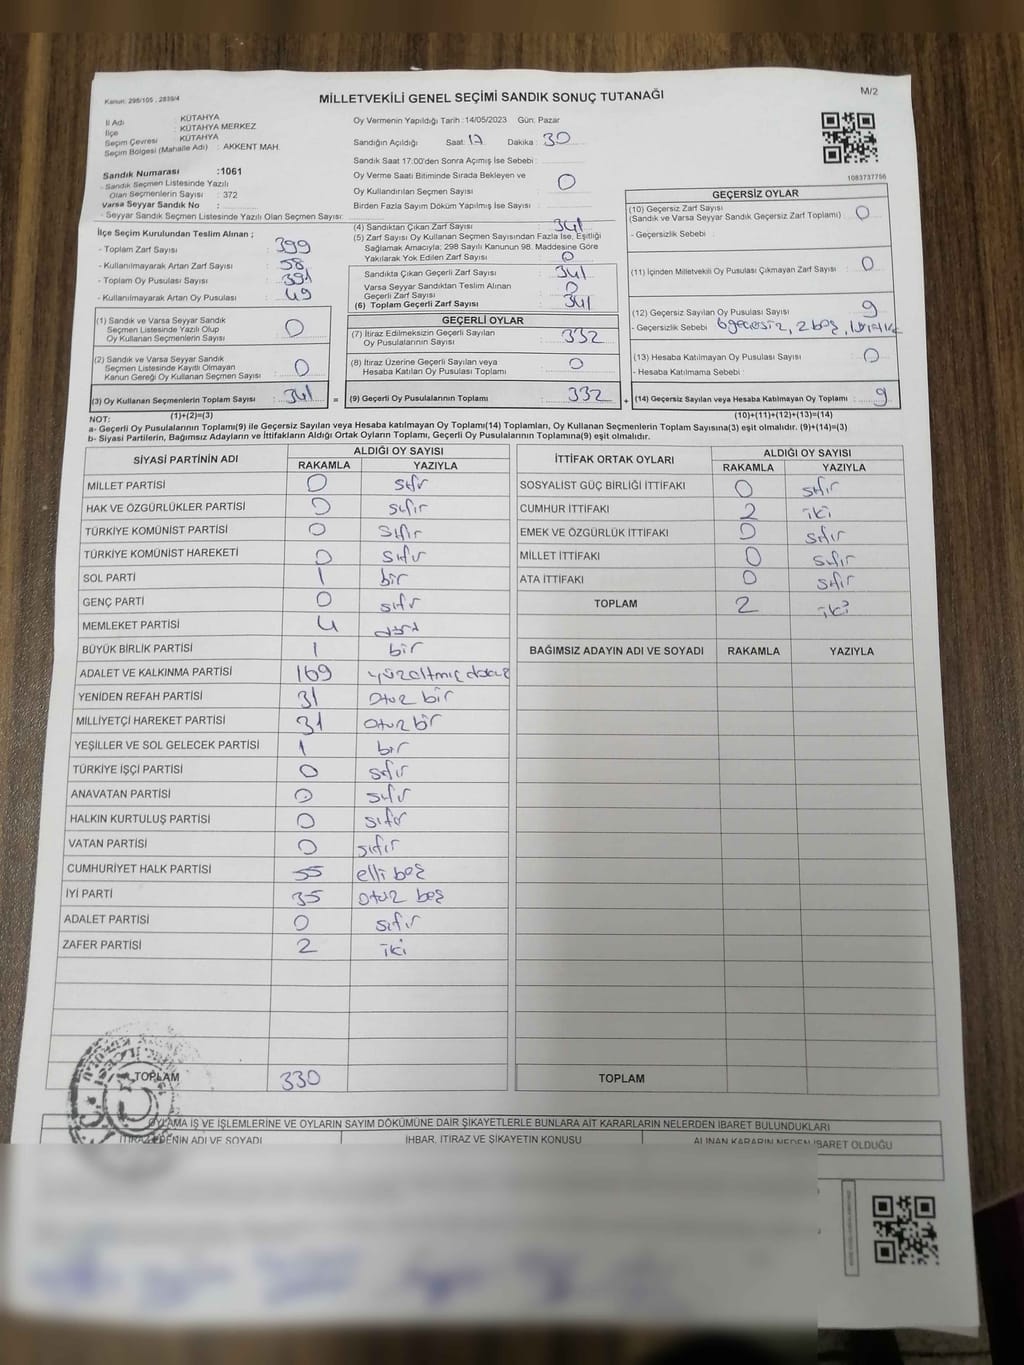 Kanun: 298/105 , 2839/4
MİLLETVEKİLİ GENEL SEÇİMİ SANDIK SONUÇ TUTANAĞI
M/2
İl Adı : KÜTAHYA
İlçe : KÜTAHYA MERKEZ
Seçim Çevresi : KÜTAHYA
Seçim Bölgesi (Mahalle Adı) : AKKENT MAH.
Sandık Numarası :1061
- Sandık Seçmen Listesinde Yazılı
Olan Seçmenlerin Sayısı : 372
Varsa Seyyar Sandık No :
- Seyyar Sandık Seçmen Listesinde Yazılı Olan Seçmen Sayısı:
Oy Vermenin Yapıldığı Tarih :14/05/2023 Gün: Pazar
Sandığın Açıldığı Saat: 17 Dakika : 30
Sandık Saat 17.00'den Sonra Açımış İse Sebebi :
Oy Verme Saati Bitiminde Sırada Bekleyen ve
Oy Kullandırılan Seçmen Sayısı : 0
Birden Fazla Sayım Döküm Yapılmış İse Sayısı :
1083737756
İlçe Seçim Kurulundan Teslim Alınan ;
- Toplam Zarf Sayısı : 399
- Kullanılmayarak Artan Zarf Sayısı : 58
- Toplam Oy Pusulası Sayısı : 391
- Kullanılmayarak Artan Oy Pusulası : 49
(1) Sandık ve Varsa Seyyar Sandık
Seçmen Listesinde Yazılı Olup
Oy Kullanan Seçmenlerin Sayısı : 0
(2) Sandık ve Varsa Seyyar Sandık
Seçmen Listesinde Kayıtlı Olmayan
Kanun Gereği Oy Kullanan Seçmen Sayısı : 0
(3) Oy Kullanan Seçmenlerin Toplam Sayısı : 341 =
(1)+(2)=(3)
(4) Sandıktan Çıkan Zarf Sayısı : 341
(5) Zarf Sayısı Oy Kullanan Seçmen Sayısından Fazla İse, Eşitliği
Sağlamak Amacıyla; 298 Sayılı Kanunun 98. Maddesine Göre
Yakılarak Yok Edilen Zarf Sayısı : 0
Sandıkta Çıkan Geçerli Zarf Sayısı : 341
Varsa Seyyar Sandıktan Teslim Alınan
Geçerli Zarf Sayısı : 0
(6) Toplam Geçerli Zarf Sayısı : 341
GEÇERLİ OYLAR
(7) İtiraz Edilmeksizin Geçerli Sayılan
Oy Pusulalarının Sayısı : 332
(8) İtiraz Üzerine Geçerli Sayılan veya
Hesaba Katılan Oy Pusulası Toplamı : 0
(9) Geçerli Oy Pusulalarının Toplamı : 332 +
GEÇERSİZ OYLAR
(10) Geçersiz Zarf Sayısı
(Sandık ve Varsa Seyyar Sandık Geçersiz Zarf Toplamı) : 0
- Geçersizlik Sebebi :
(11) İçinden Milletvekili Oy Pusulası Çıkmayan Zarf Sayısı : 0
(12) Geçersiz Sayılan Oy Pusulası Sayısı : 9
- Geçersizlik Sebebi : 6 geçersiz, 2 boş, 1
(13) Hesaba Katılmayan Oy Pusulası Sayısı : 0
- Hesaba Katılmama Sebebi :
(14) Geçersiz Sayılan veya Hesaba Katılmayan Oy Toplamı : 9
(10)+(11)+(12)+(13)=(14)
NOT:
a- Geçerli Oy Pusulalarının Toplamı(9) ile Geçersiz Sayılan veya Hesaba Katılmayan Oy Toplamı(14) Toplamları, Oy Kullanan Seçmenlerin Toplam Sayısına(3) eşit olmalıdır. (9)+(14)=(3)
b- Siyasi Partilerin, Bağımsız Adayların ve İttifakların Aldığı Ortak Oyların Toplamı, Geçerli Oy Pusulalarının Toplamına(9) eşit olmalıdır.
SİYASİ PARTİNİN ADI ALDIĞI OY SAYISI
RAKAMLA YAZIYLA
MİLLET PARTİSİ 0 sıfır
HAK VE ÖZGÜRLÜKLER PARTİSİ 0 sıfır
TÜRKİYE KOMÜNİST PARTİSİ 0 sıfır
TÜRKİYE KOMÜNİST HAREKETİ 0 sıfır
SOL PARTİ 1 bir
GENÇ PARTİ 0 sıfır
MEMLEKET PARTİSİ 4 dört
BÜYÜK BİRLİK PARTİSİ 1 bir
ADALET VE KALKINMA PARTİSİ 169 yüzaltmış dokuz
YENİDEN REFAH PARTİSİ 31 otuz bir
MİLLİYETÇİ HAREKET PARTİSİ 31 otuz bir
YEŞİLLER VE SOL GELECEK PARTİSİ 1 bir
TÜRKİYE İŞÇİ PARTİSİ 0 sıfır
ANAVATAN PARTİSİ 0 sıfır
HALKIN KURTULUŞ PARTİSİ 0 sıfır
VATAN PARTİSİ 0 sıfır
CUMHURİYET HALK PARTİSİ 55 elli beş
İYİ PARTİ 35 otuz beş
ADALET PARTİSİ 0 sıfır
ZAFER PARTİSİ 2 iki
TOPLAM 330
İTTİFAK ORTAK OYLARI ALDIĞI OY SAYISI
RAKAMLA YAZIYLA
SOSYALİST GÜÇ BİRLİĞİ İTTİFAKI 0 sıfır
CUMHUR İTTİFAKI 2 iki
EMEK VE ÖZGÜRLÜK İTTİFAKI 0 sıfır
MİLLET İTTİFAKI 0 sıfır
ATA İTTİFAKI 0 sıfır
TOPLAM 2 iki
BAĞIMSIZ ADAYIN ADI VE SOYADI RAKAMLA YAZIYLA
TOPLAM
OYLAMA İŞ VE İŞLEMLERİNE VE OYLARIN SAYIM DÖKÜMÜNE DAİR ŞİKAYETLERLE BUNLARA AİT KARARLARIN NELERDEN İBARET BULUNDUKLARI
İTİRAZ EDENİN ADI VE SOYADI İHBAR, İTİRAZ VE ŞİKAYETİN KONUSU ALINAN KARARIN NEDEN İBARET OLDUĞU